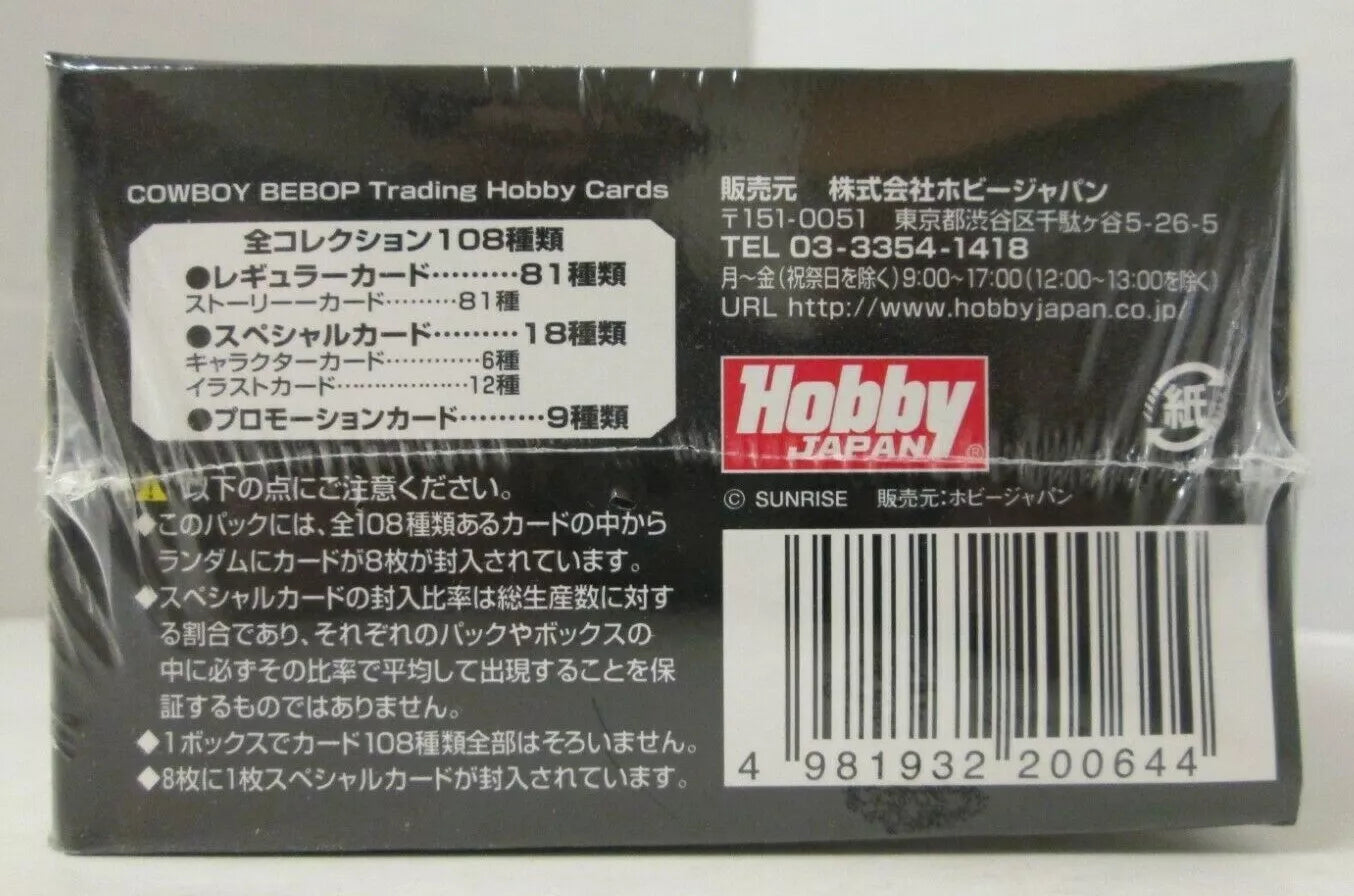 COWBOY BEBOP Trading Hobby Cards
全コレクション108種類
●レギュラーカード………81種類
ストーリーーカード………81種
●スペシャルカード………18種類
キャラクターカード…………6種
イラストカード………………12種
●プロモーションカード………9種類
以下の点にご注意ください。
◆このパックには、全108種類あるカードの中から
ランダムにカードが8枚が封入されています。
◆スペシャルカードの封入比率は総生産数に対す
る割合であり、それぞれのパックやボックスの
中に必ずその比率で平均して出現することを保
証するものではありません。
◆1ボックスでカード108種類全部はそろいません。
◆8枚に1枚スペシャルカードが封入されています。
販売元 株式会社ホビージャパン
〒151-0051 東京都渋谷区千駄ヶ谷5-26-5
TEL 03-3354-1418
月~金(祝祭日を除く)9:00~17:00(12:00~13:00を除く)
URL http://www.hobbyjapan.co.jp/
Hobby
JAPAN®
紙
© SUNRISE 販売元:ホビージャパン
4 981932 200644